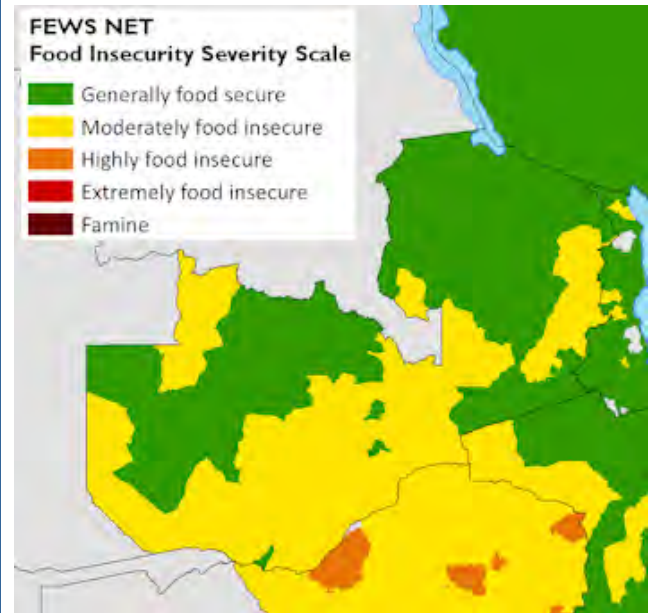 FEWS NET
Food Insecurity Severity Scale
Generally food secure
Moderately food insecure
Highly food insecure
Extremely food insecure
Famine